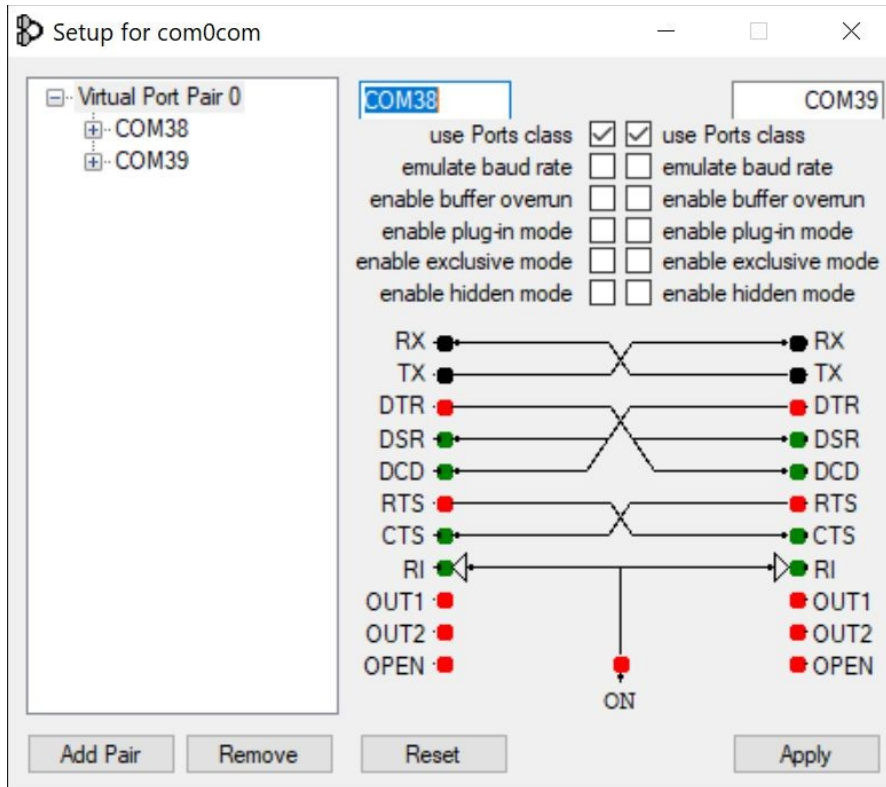 Setup for com0com
Virtual Port Pair 0
COM38
COM39
COM38 COM39
use Ports class use Ports class
emulate baud rate emulate baud rate
enable buffer overrun enable buffer overrun
enable plug-in mode enable plug-in mode
enable exclusive mode enable exclusive mode
enable hidden mode enable hidden mode
RX RX
TX TX
DTR DTR
DSR DSR
DCD DCD
RTS RTS
CTS CTS
RI RI
OUT1 OUT1
OUT2 OUT2
OPEN OPEN
ON
Add Pair Remove Reset Apply